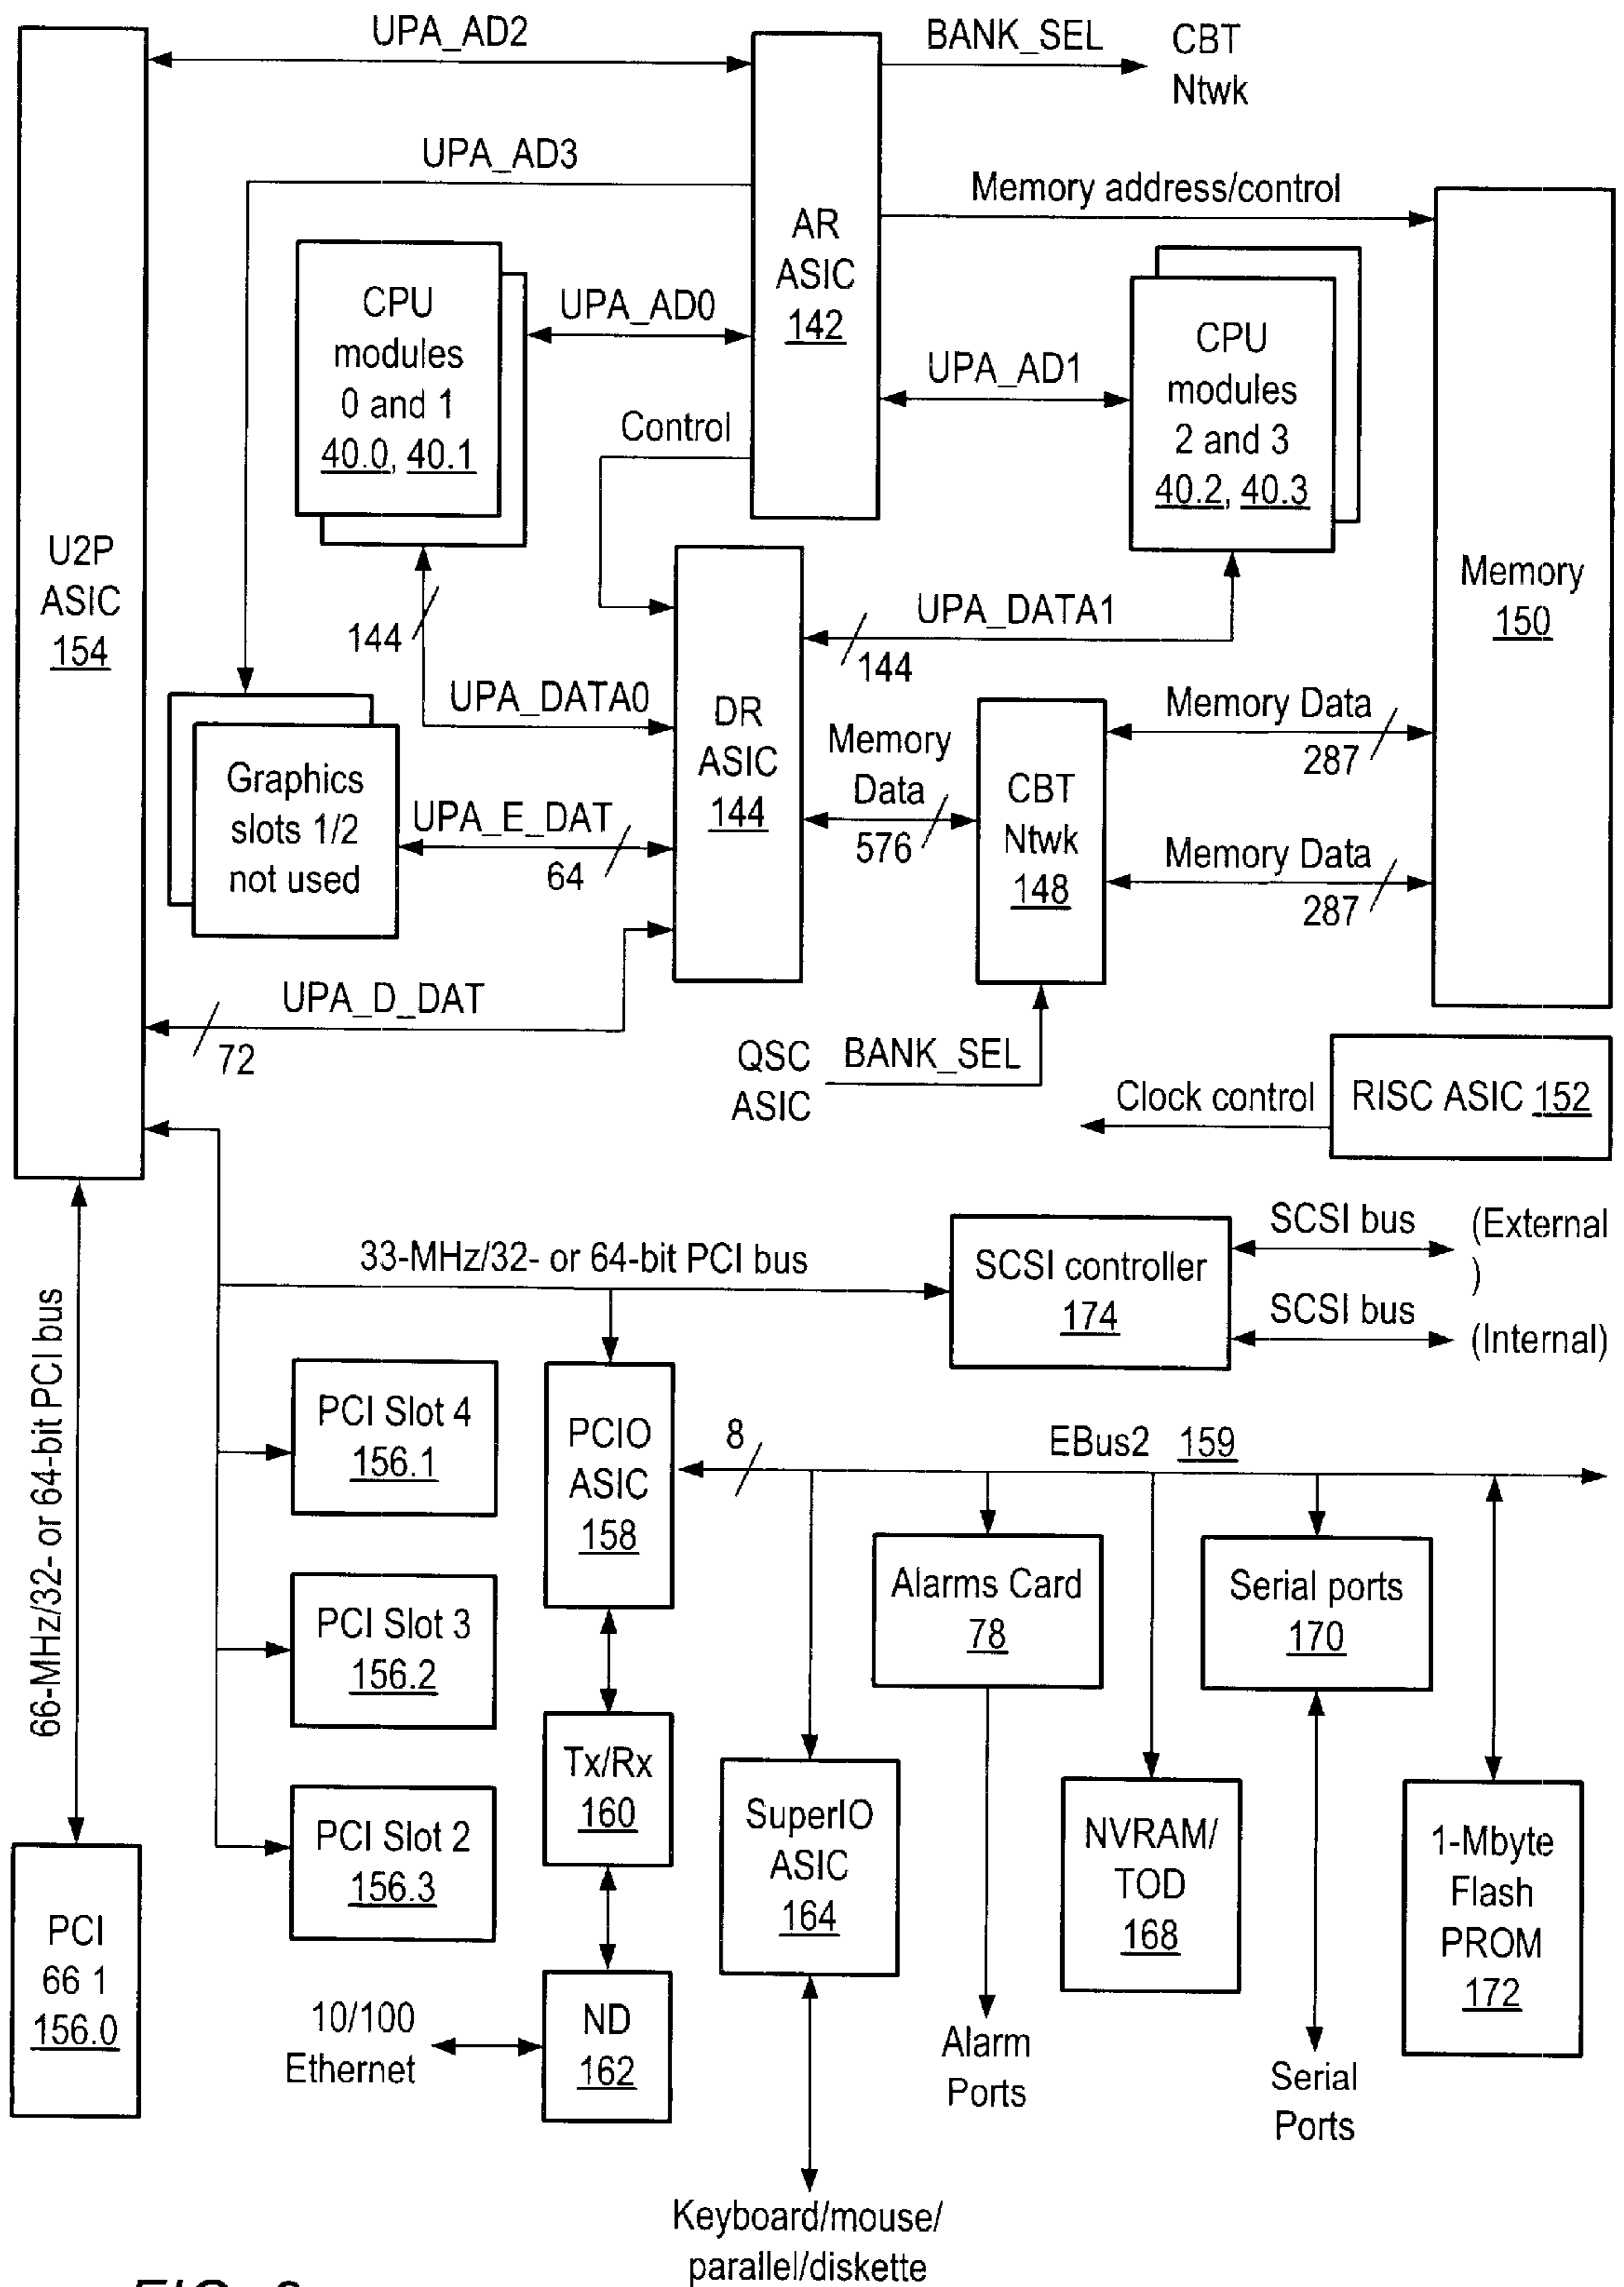 UPA_AD2
BANK_SEL
CBT
Ntwk
UPA_AD3
Memory address/control
AR
ASIC
142
CPU
modules
0 and 1
40.0, 40.1
UPA_AD0
CPU
modules
2 and 3
40.2, 40.3
UPA_AD1
Control
U2P
ASIC
154
Memory
150
144
UPA_DATA1
144
UPA_DATA0
DR
ASIC
144
Memory
Data
576
CBT
Ntwk
148
Memory Data
287
Memory Data
287
Graphics
slots 1/2
not used
UPA_E_DAT
64
UPA_D_DAT
72
QSC
ASIC
BANK_SEL
Clock control
RISC ASIC 152
33-MHz/32- or 64-bit PCI bus
SCSI controller
174
SCSI bus
(External
)
SCSI bus
(Internal)
66-MHz/32- or 64-bit PCI bus
PCI Slot 4
156.1
PCIO
ASIC
158
8
EBus2 159
PCI Slot 3
156.2
Alarms Card
78
Serial ports
170
Tx/Rx
160
PCI Slot 2
156.3
SuperIO
ASIC
164
NVRAM/
TOD
168
1-Mbyte
Flash
PROM
172
PCI
66 1
156.0
10/100
Ethernet
ND
162
Alarm
Ports
Serial
Ports
Keyboard/mouse/
parallel/diskette